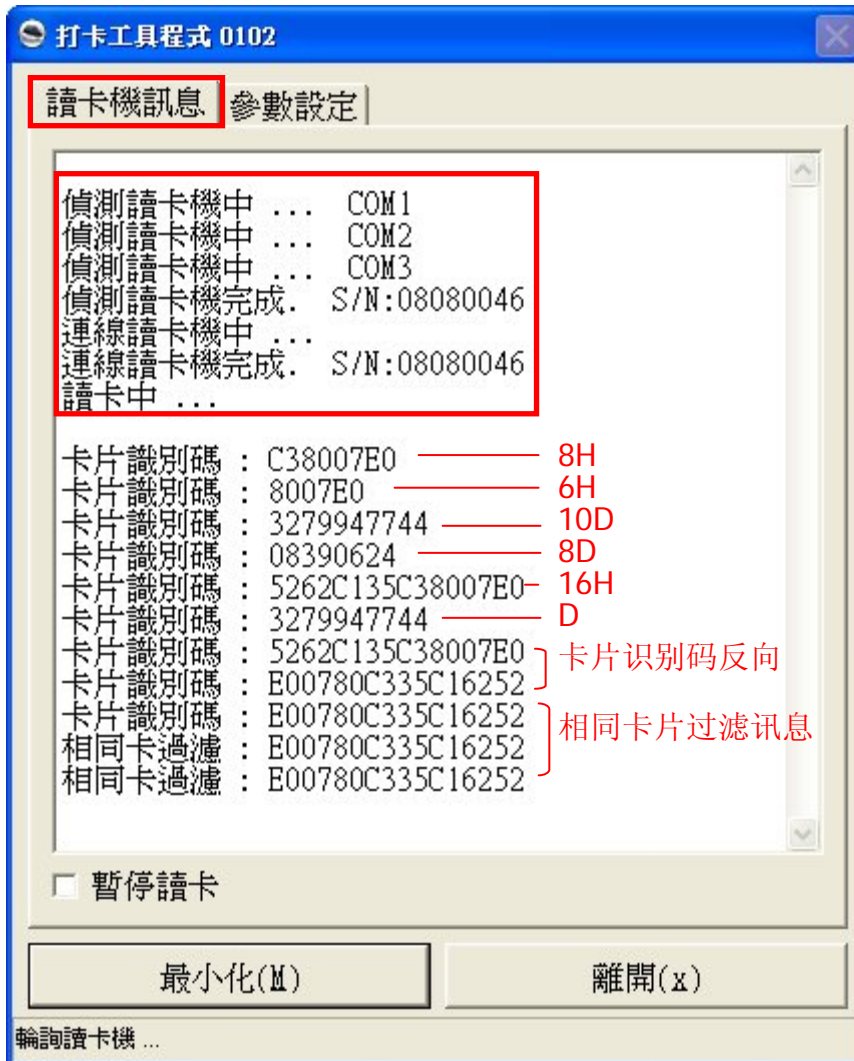 打卡工具程式 0102
讀卡機訊息 參數設定
偵測讀卡機中 ... COM1
偵測讀卡機中 ... COM2
偵測讀卡機中 ... COM3
偵測讀卡機完成. S/N:08080046
連線讀卡機中 ...
連線讀卡機完成. S/N:08080046
讀卡中 ...
卡片識別碼 : C38007E0 8H
卡片識別碼 : 8007E0 6H
卡片識別碼 : 3279947744 10D
卡片識別碼 : 08390624 8D
卡片識別碼 : 5262C135C38007E0 16H
卡片識別碼 : 3279947744 D
卡片識別碼 : 5262C135C38007E0 卡片识别码反向
卡片識別碼 : E00780C335C16252
卡片識別碼 : E00780C335C16252 相同卡片过滤讯息
相同卡過濾 : E00780C335C16252
相同卡過濾 : E00780C335C16252
暫停讀卡
最小化(M) 離開(x)
輪詢讀卡機 ...